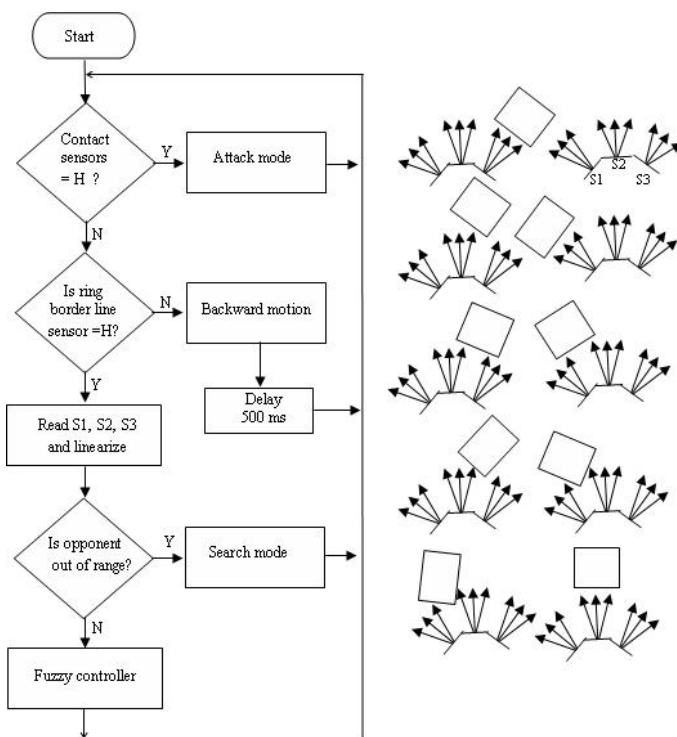 Start
Contact
sensors
= H ?
Y
Attack mode
N
Is ring
border line
sensor =H?
N
Backward motion
Y
Delay
500 ms
Read S1, S2, S3
and linearize
Is opponent
out of range?
Y
Search mode
N
Fuzzy controller
S1
S2
S3